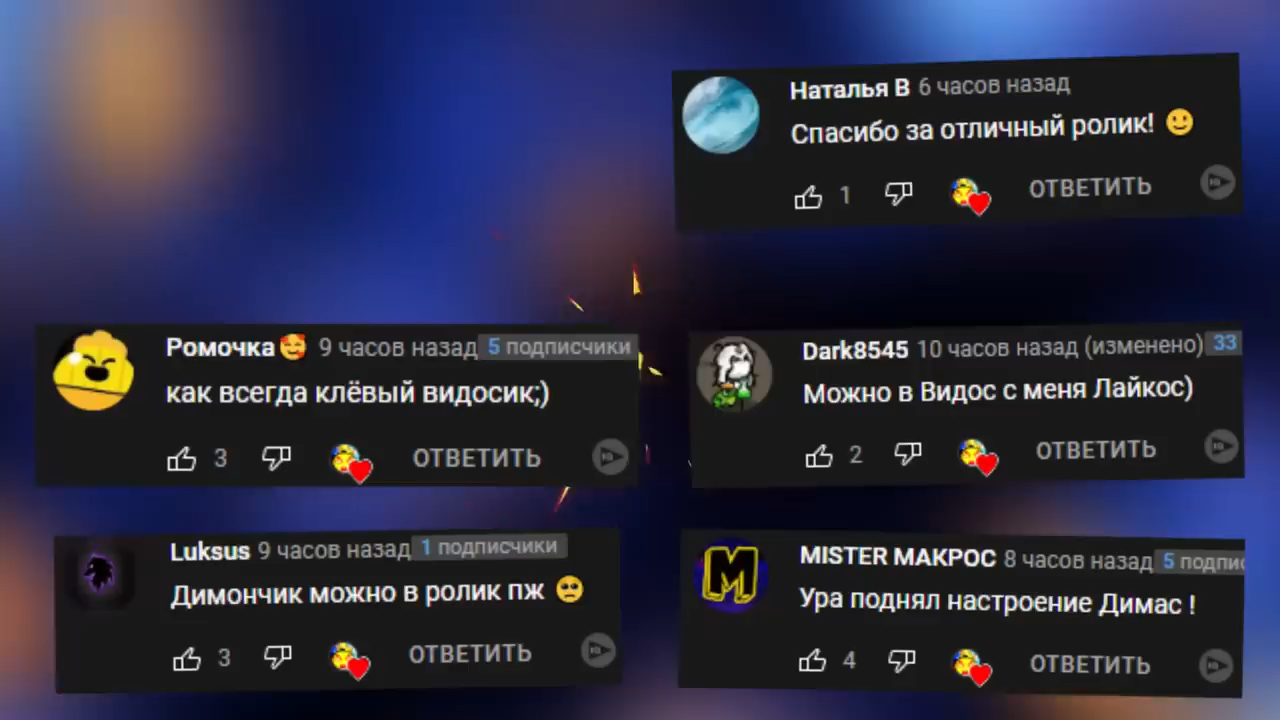 Наталья В 6 часов назад
Спасибо за отличный ролик!
1 ОТВЕТИТЬ
Ромочка 9 часов назад 5 подписчики
как всегда клёвый видосик;)
3 ОТВЕТИТЬ
Dark8545 10 часов назад (изменено) 33
Можно в Видос с меня Лайкос)
2 ОТВЕТИТЬ
Luksus 9 часов назад 1 подписчики
Димончик можно в ролик пж
3 ОТВЕТИТЬ
MISTER МАКРОС 8 часов назад 5 подпис
Ура поднял настроение Димас !
4 ОТВЕТИТЬ